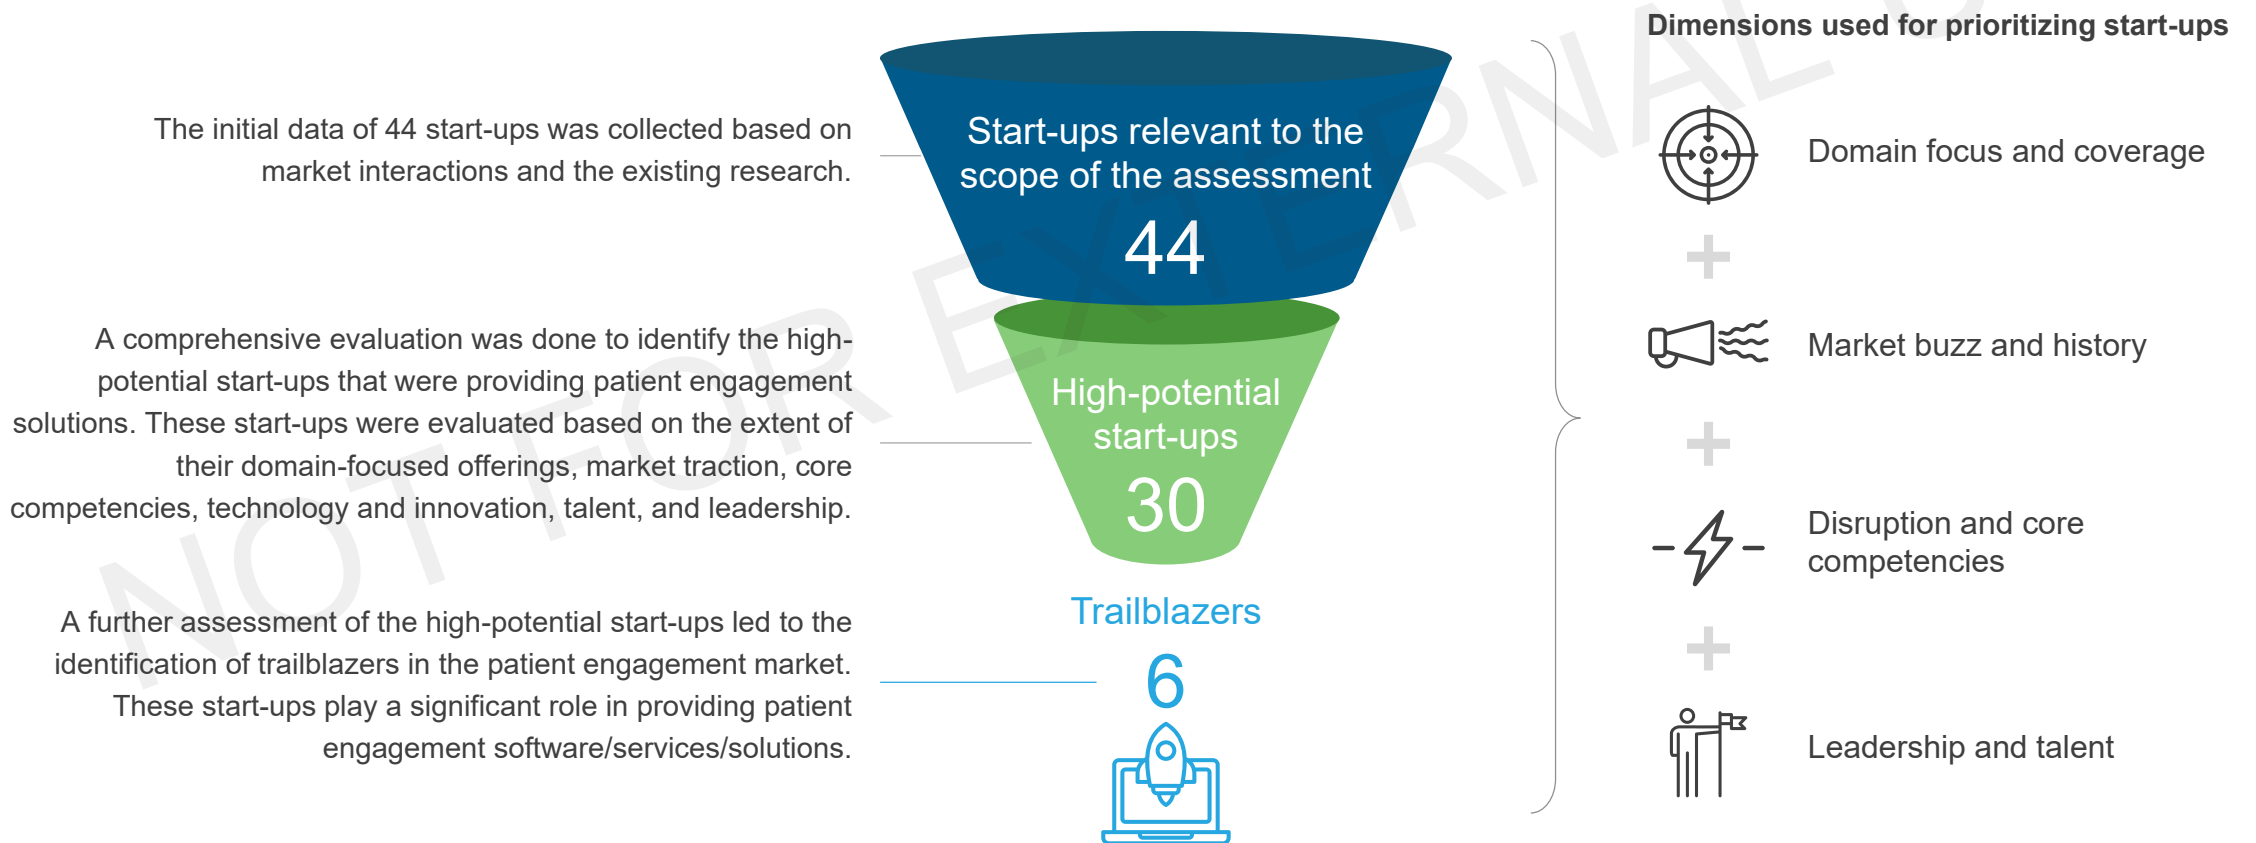 Dimensions used for prioritizing start-ups
The initial data of 44 start-ups was collected based on
market interactions and the existing research.
Start-ups relevant to the
scope of the assessment
44
Domain focus and coverage
A comprehensive evaluation was done to identify the high-
potential start-ups that were providing patient engagement
solutions. These start-ups were evaluated based on the extent of
their domain-focused offerings, market traction, core
competencies, technology and innovation, talent, and leadership.
High-potential
start-ups
30
Market buzz and history
Disruption and core
competencies
A further assessment of the high-potential start-ups led to the
identification of trailblazers in the patient engagement market.
These start-ups play a significant role in providing patient
engagement software/services/solutions.
Trailblazers
6
Leadership and talent
NOT FOR EXTERNAL